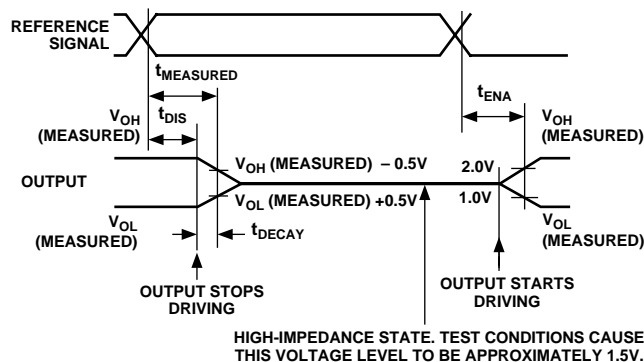 REFERENCE
SIGNAL
tMEASURED
tDIS
tENA
VOH
(MEASURED)
VOH
(MEASURED)
VOH (MEASURED) – 0.5V
2.0V
OUTPUT
VOL (MEASURED) +0.5V
1.0V
VOL
(MEASURED)
VOL
(MEASURED)
tDECAY
OUTPUT STOPS
DRIVING
OUTPUT STARTS
DRIVING
HIGH-IMPEDANCE STATE. TEST CONDITIONS CAUSE
THIS VOLTAGE LEVEL TO BE APPROXIMATELY 1.5V.